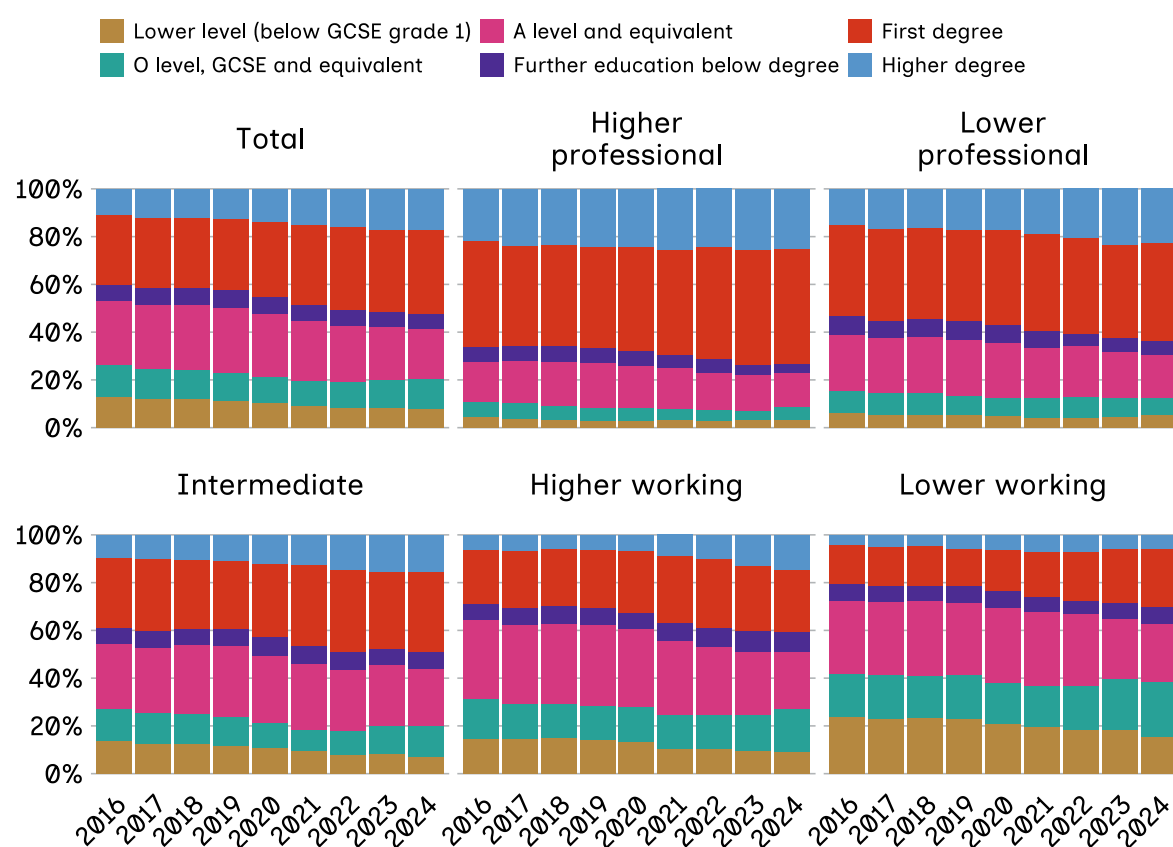 Lower level (below GCSE grade 1)
A level and equivalent
First degree
O level, GCSE and equivalent
Further education below degree
Higher degree
Total
Higher
professional
Lower
professional
100%
80%
60%
40%
20%
0%
Intermediate
Higher working
Lower working
100%
80%
60%
40%
20%
0%
2016 2017 2018 2019 2020 2021 2022 2023 2024
2016 2017 2018 2019 2020 2021 2022 2023 2024
2016 2017 2018 2019 2020 2021 2022 2023 2024